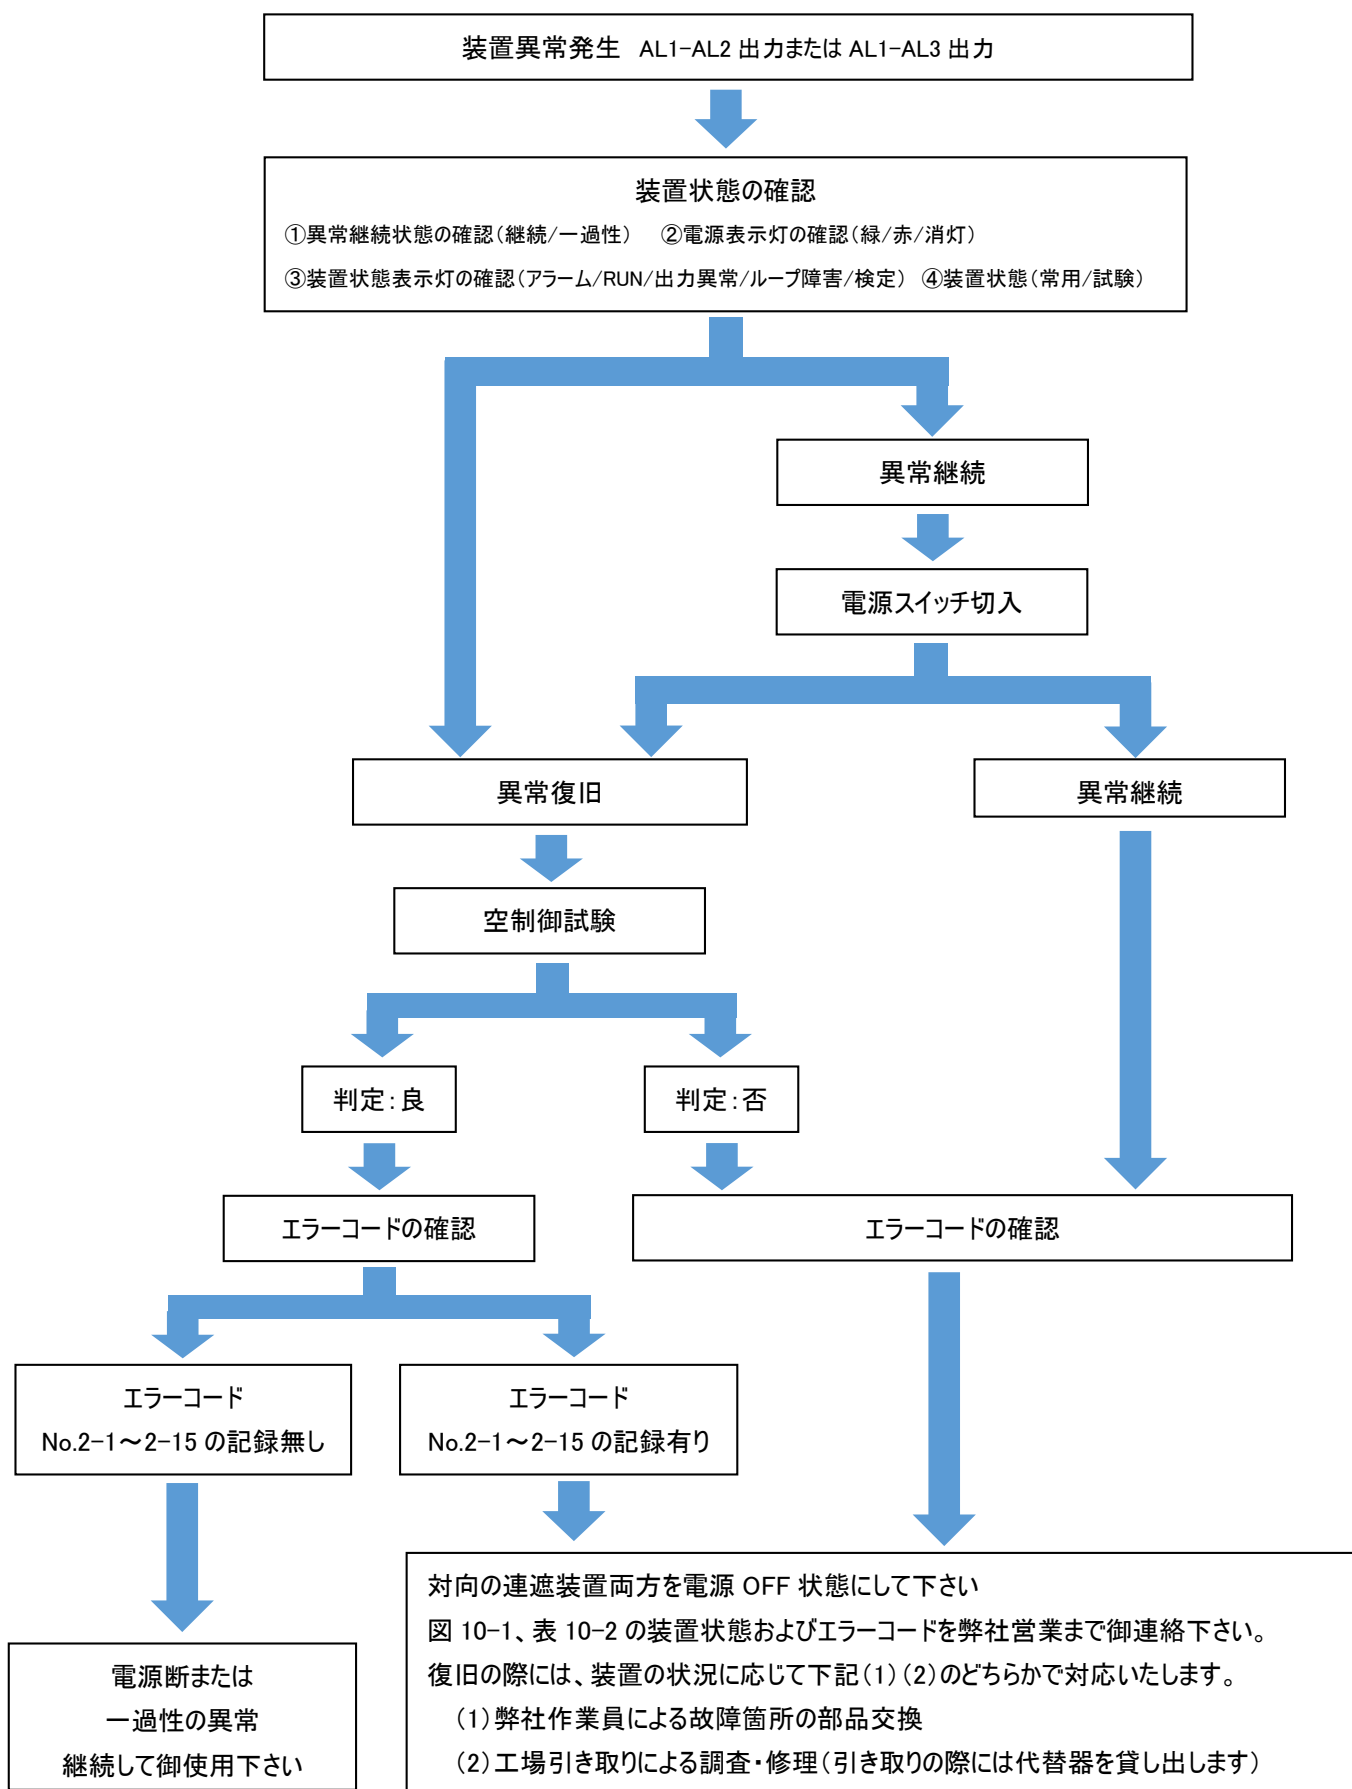 装置異常発生 AL1-AL2 出力または AL1-AL3 出力
装置状態の確認
①異常継続状態の確認(継続/一過性) ②電源表示灯の確認(緑/赤/消灯)
③装置状態表示灯の確認(アラーム/RUN/出力異常/ループ障害/検定) ④装置状態(常用/試験)
異常継続
電源スイッチ切入
異常復旧
異常継続
空制御試験
判定:良
判定:否
エラーコードの確認
エラーコードの確認
エラーコード
No.2-1～2-15 の記録無し
エラーコード
No.2-1～2-15 の記録有り
電源断または
一過性の異常
継続して御使用下さい
対向の連遮装置両方を電源 OFF 状態にして下さい
図 10-1、表 10-2 の装置状態およびエラーコードを弊社営業まで御連絡下さい。
復旧の際には、装置の状況に応じて下記(1)(2)のどちらかで対応いたします。
(1)弊社作業員による故障箇所の部品交換
(2)工場引き取りによる調査・修理(引き取りの際には代替器を貸し出します)